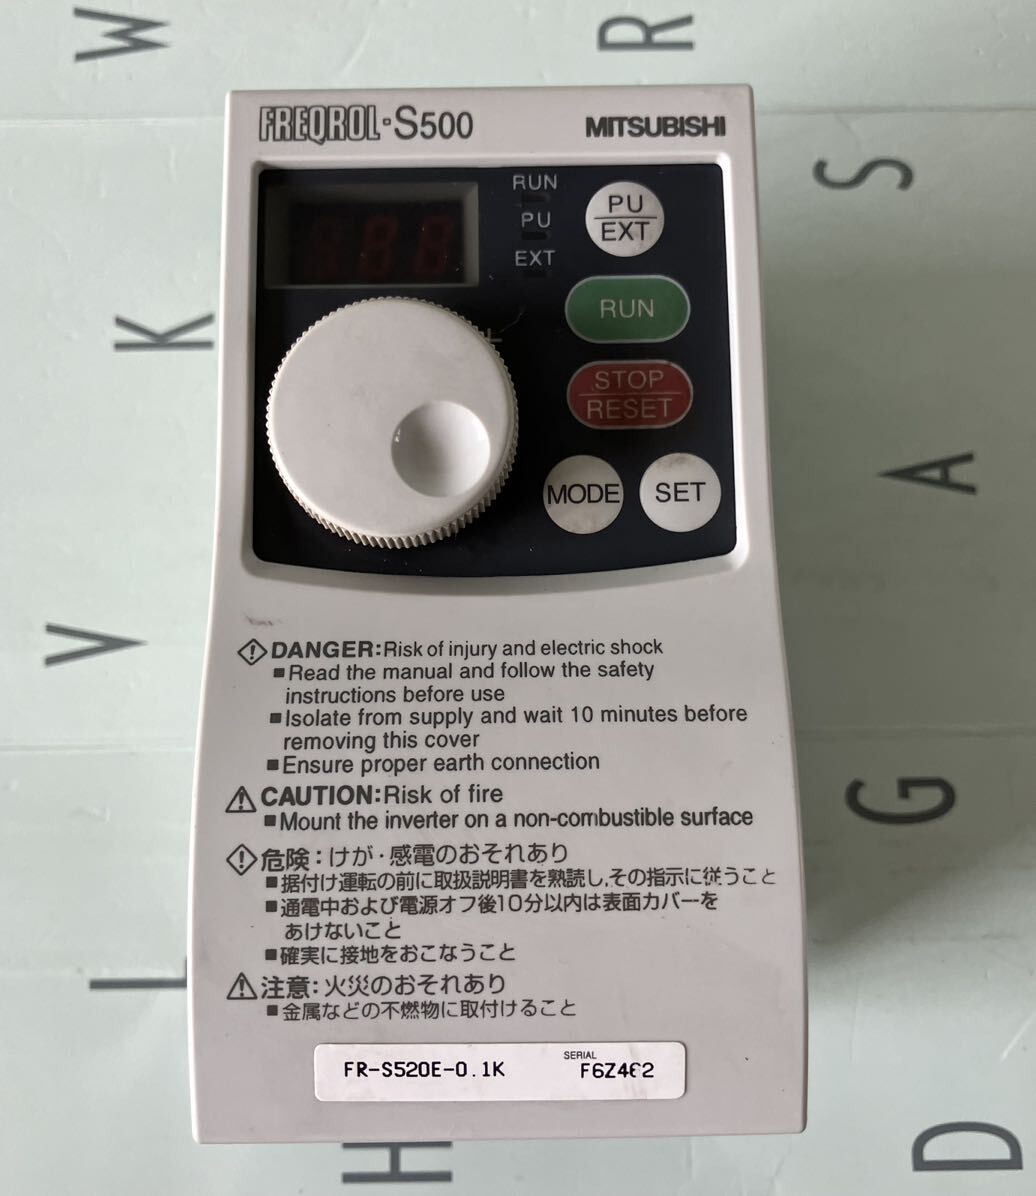 W
R
FREQROL-S500
MITSUBISHI
RUN
PU
EXT
PU
EXT
RUN
STOP
RESET
MODE
SET
S
K
A
V
G
L
H
D
DANGER: Risk of injury and electric shock
■Read the manual and follow the safety
instructions before use
■Isolate from supply and wait 10 minutes before
removing this cover
■Ensure proper earth connection
CAUTION: Risk of fire
■Mount the inverter on a non-combustible surface
危険：けが・感電のおそれあり
■据付け運転の前に取扱説明書を熟読し,その指示に従うこと
■通電中および電源オフ後10分以内は表面カバーを
あけないこと
■確実に接地をおこなうこと
注意：火災のおそれあり
■金属などの不燃物に取付けること
FR-S520E-0.1K
SERIAL